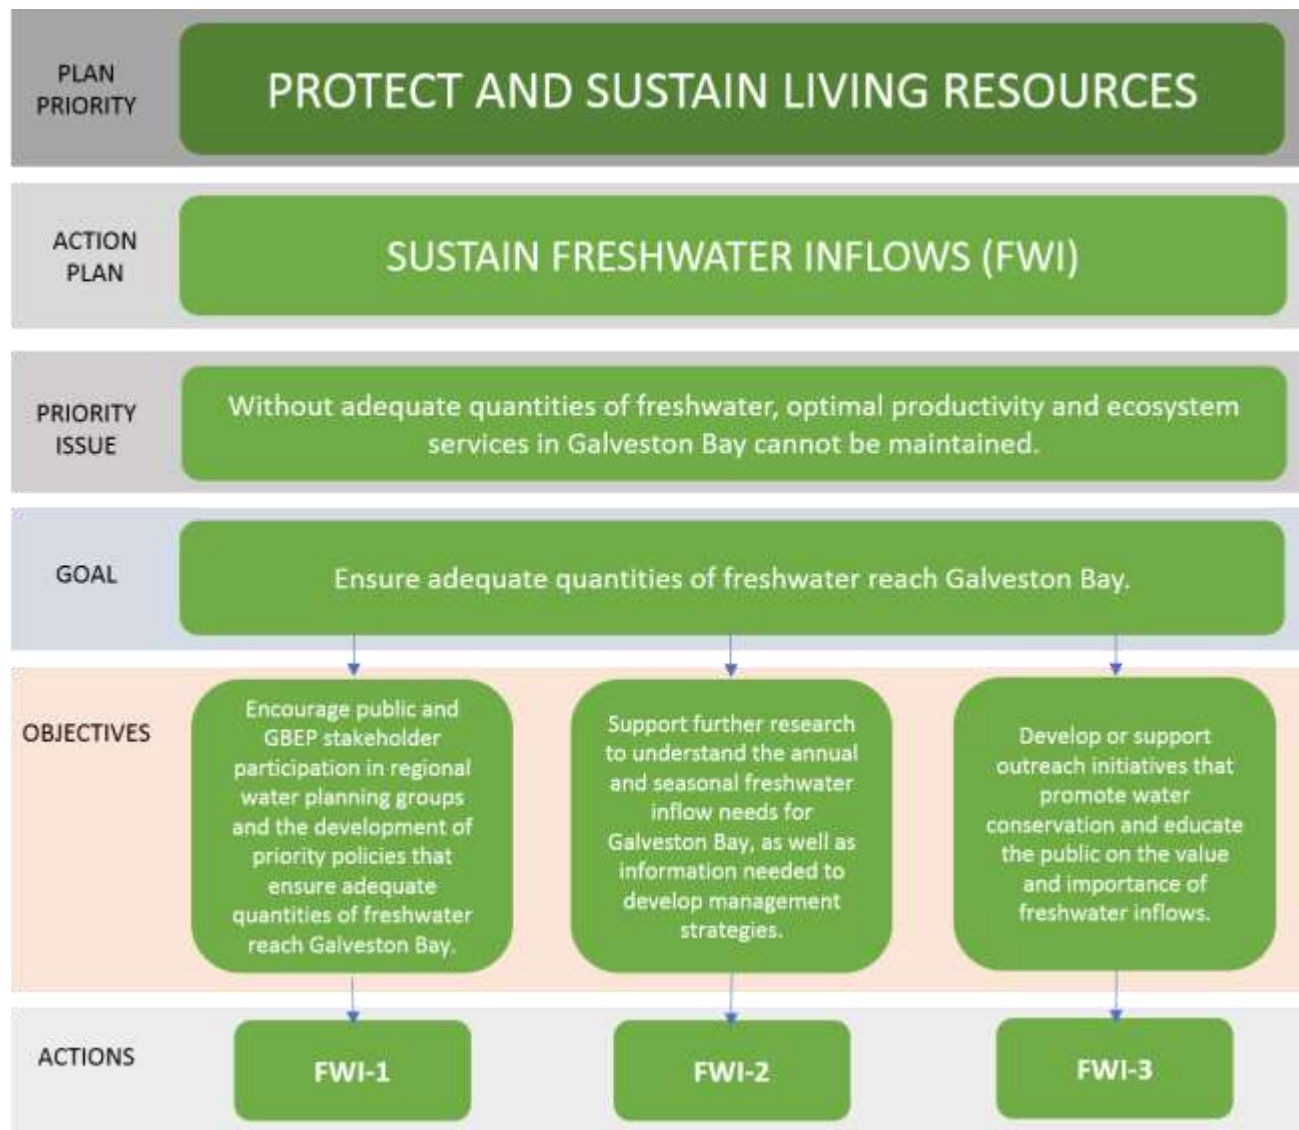 PLAN
PRIORITY
PROTECT AND SUSTAIN LIVING RESOURCES
ACTION
PLAN
SUSTAIN FRESHWATER INFLOWS (FWI)
PRIORITY
ISSUE
Without adequate quantities of freshwater, optimal productivity and ecosystem
services in Galveston Bay cannot be maintained.
GOAL
Ensure adequate quantities of freshwater reach Galveston Bay.
OBJECTIVES
Encourage public and
GBEP stakeholder
participation in regional
water planning groups
and the development of
priority policies that
ensure adequate
quantities of freshwater
reach Galveston Bay.
Support further research
to understand the annual
and seasonal freshwater
inflow needs for
Galveston Bay, as well as
information needed to
develop management
strategies.
Develop or support
outreach initiatives that
promote water
conservation and educate
the public on the value
and importance of
freshwater inflows.
ACTIONS
FWI-1
FWI-2
FWI-3